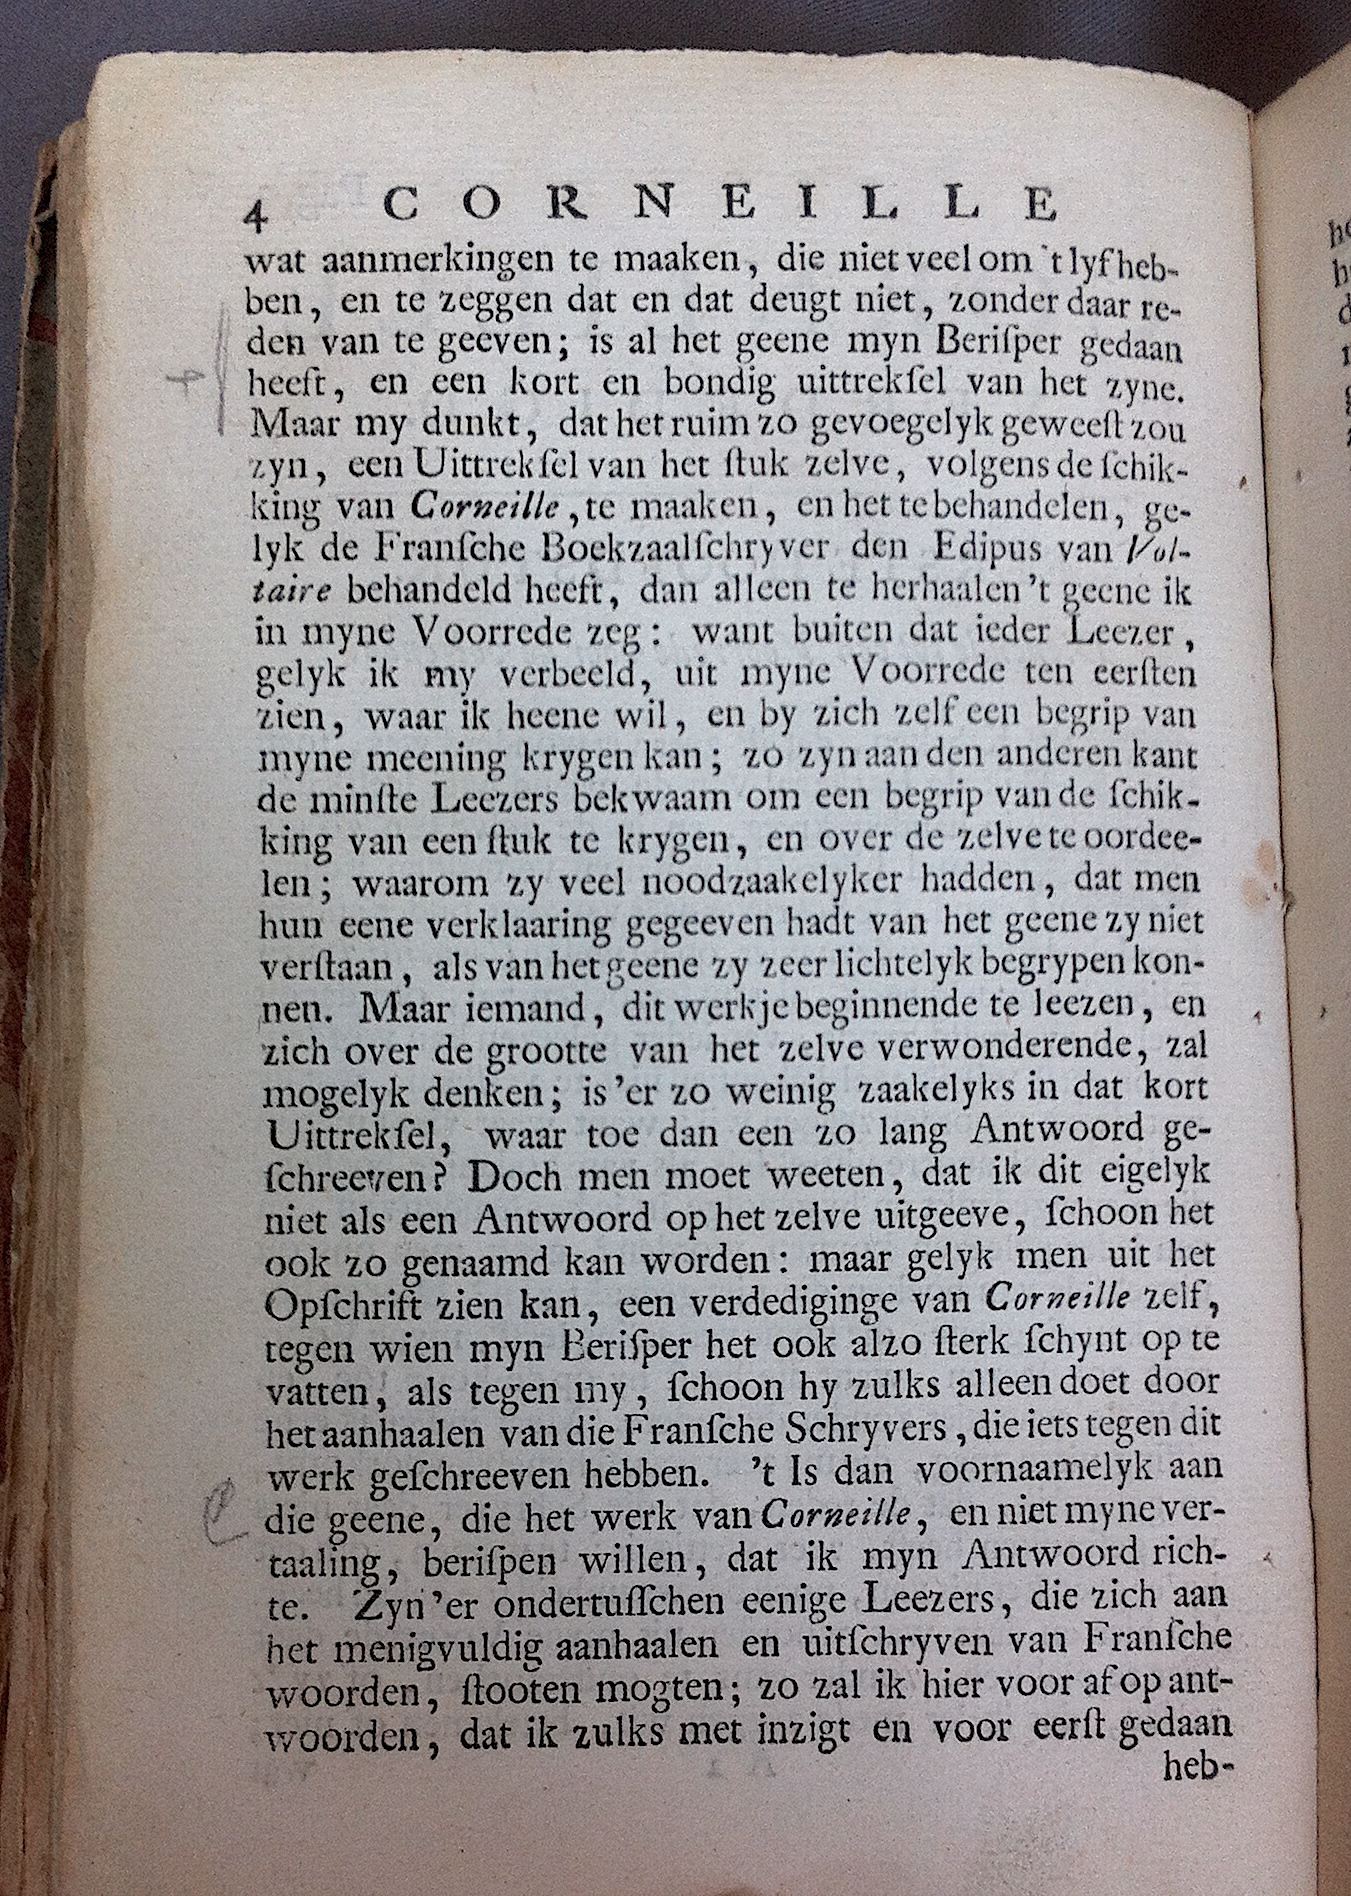 4 CORNEILLE
wat aanmerkingen te maaken, die niet veel om 't lyf heb-
ben, en te zeggen dat en dat deugt niet, zonder daar re-
den van te geeven; is al het geene myn Beriſper gedaan
heeft, en een kort en bondig uittrekſel van het zyne.
Maar my dunkt, dat het ruim zo gevoegelyk geweeſt zou
zyn, een Uittrekſel van het ſtuk zelve, volgens de ſchik-
king van Corneille, te maaken, en het te behandelen, ge-
lyk de Franſche Boekzaalſchryver den Edipus van Vol-
taire behandeld heeft, dan alleen te herhaalen 't geene ik
in myne Voorrede zeg: want buiten dat ieder Leezer,
gelyk ik my verbeeld, uit myne Voorrede ten eerſten
zien, waar ik heene wil, en by zich zelf een begrip van
myne meening krygen kan; zo zyn aan den anderen kant
de minſte Leezers bekwaam om een begrip van de ſchik-
king van een ſtuk te krygen, en over de zelve te oordee-
len; waarom zy veel noodzaakelyker hadden, dat men
hun eene verklaaring gegeeven hadt van het geene zy niet
verſtaan, als van het geene zy zeer lichtelyk begrypen kon-
nen. Maar iemand, dit werkje beginnende te leezen, en
zich over de grootte van het zelve verwonderende, zal
mogelyk denken; is 'er zo weinig zaakelyks in dat kort
Uittrekſel, waar toe dan een zo lang Antwoord ge-
ſchreeven? Doch men moet weeten, dat ik dit eigelyk
niet als een Antwoord op het zelve uitgeeve, ſchoon het
ook zo genaamd kan worden: maar gelyk men uit het
Opſchrift zien kan, een verdediginge van Corneille zelf,
tegen wien myn Beriſper het ook alzo ſterk ſchynt op te
vatten, als tegen my, ſchoon hy zulks alleen doet door
het aanhaalen van die Franſche Schryvers, die iets tegen dit
werk geſchreeven hebben. 't Is dan voornaamelyk aan
die geene, die het werk van Corneille, en niet myne ver-
taaling, beriſpen willen, dat ik myn Antwoord rich-
te. Zyn 'er ondertuſſchen eenige Leezers, die zich aan
het menigvuldig aanhaalen en uitſchryven van Franſche
woorden, ſtooten mogten; zo zal ik hier voor af op ant-
woorden, dat ik zulks met inzigt en voor eerſt gedaan
heb-